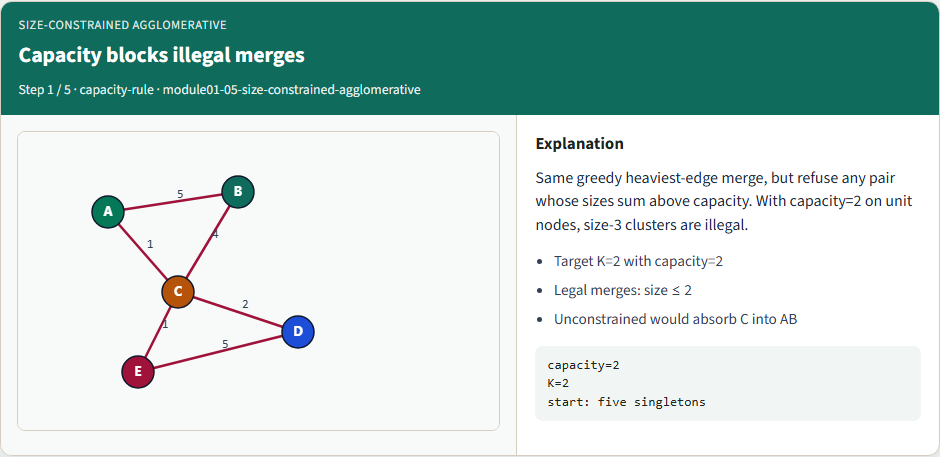 SIZE-CONSTRAINED AGGLOMERATIVE
Capacity blocks illegal merges
Step 1 / 5 · capacity-rule · module01-05-size-constrained-agglomerative
A
5
B
1
4
C
2
1
D
5
E
Explanation
Same greedy heaviest-edge merge, but refuse any pair
whose sizes sum above capacity. With capacity=2 on unit
nodes, size-3 clusters are illegal.
• Target K=2 with capacity=2
• Legal merges: size ≤ 2
• Unconstrained would absorb C into AB
capacity=2
K=2
start: five singletons